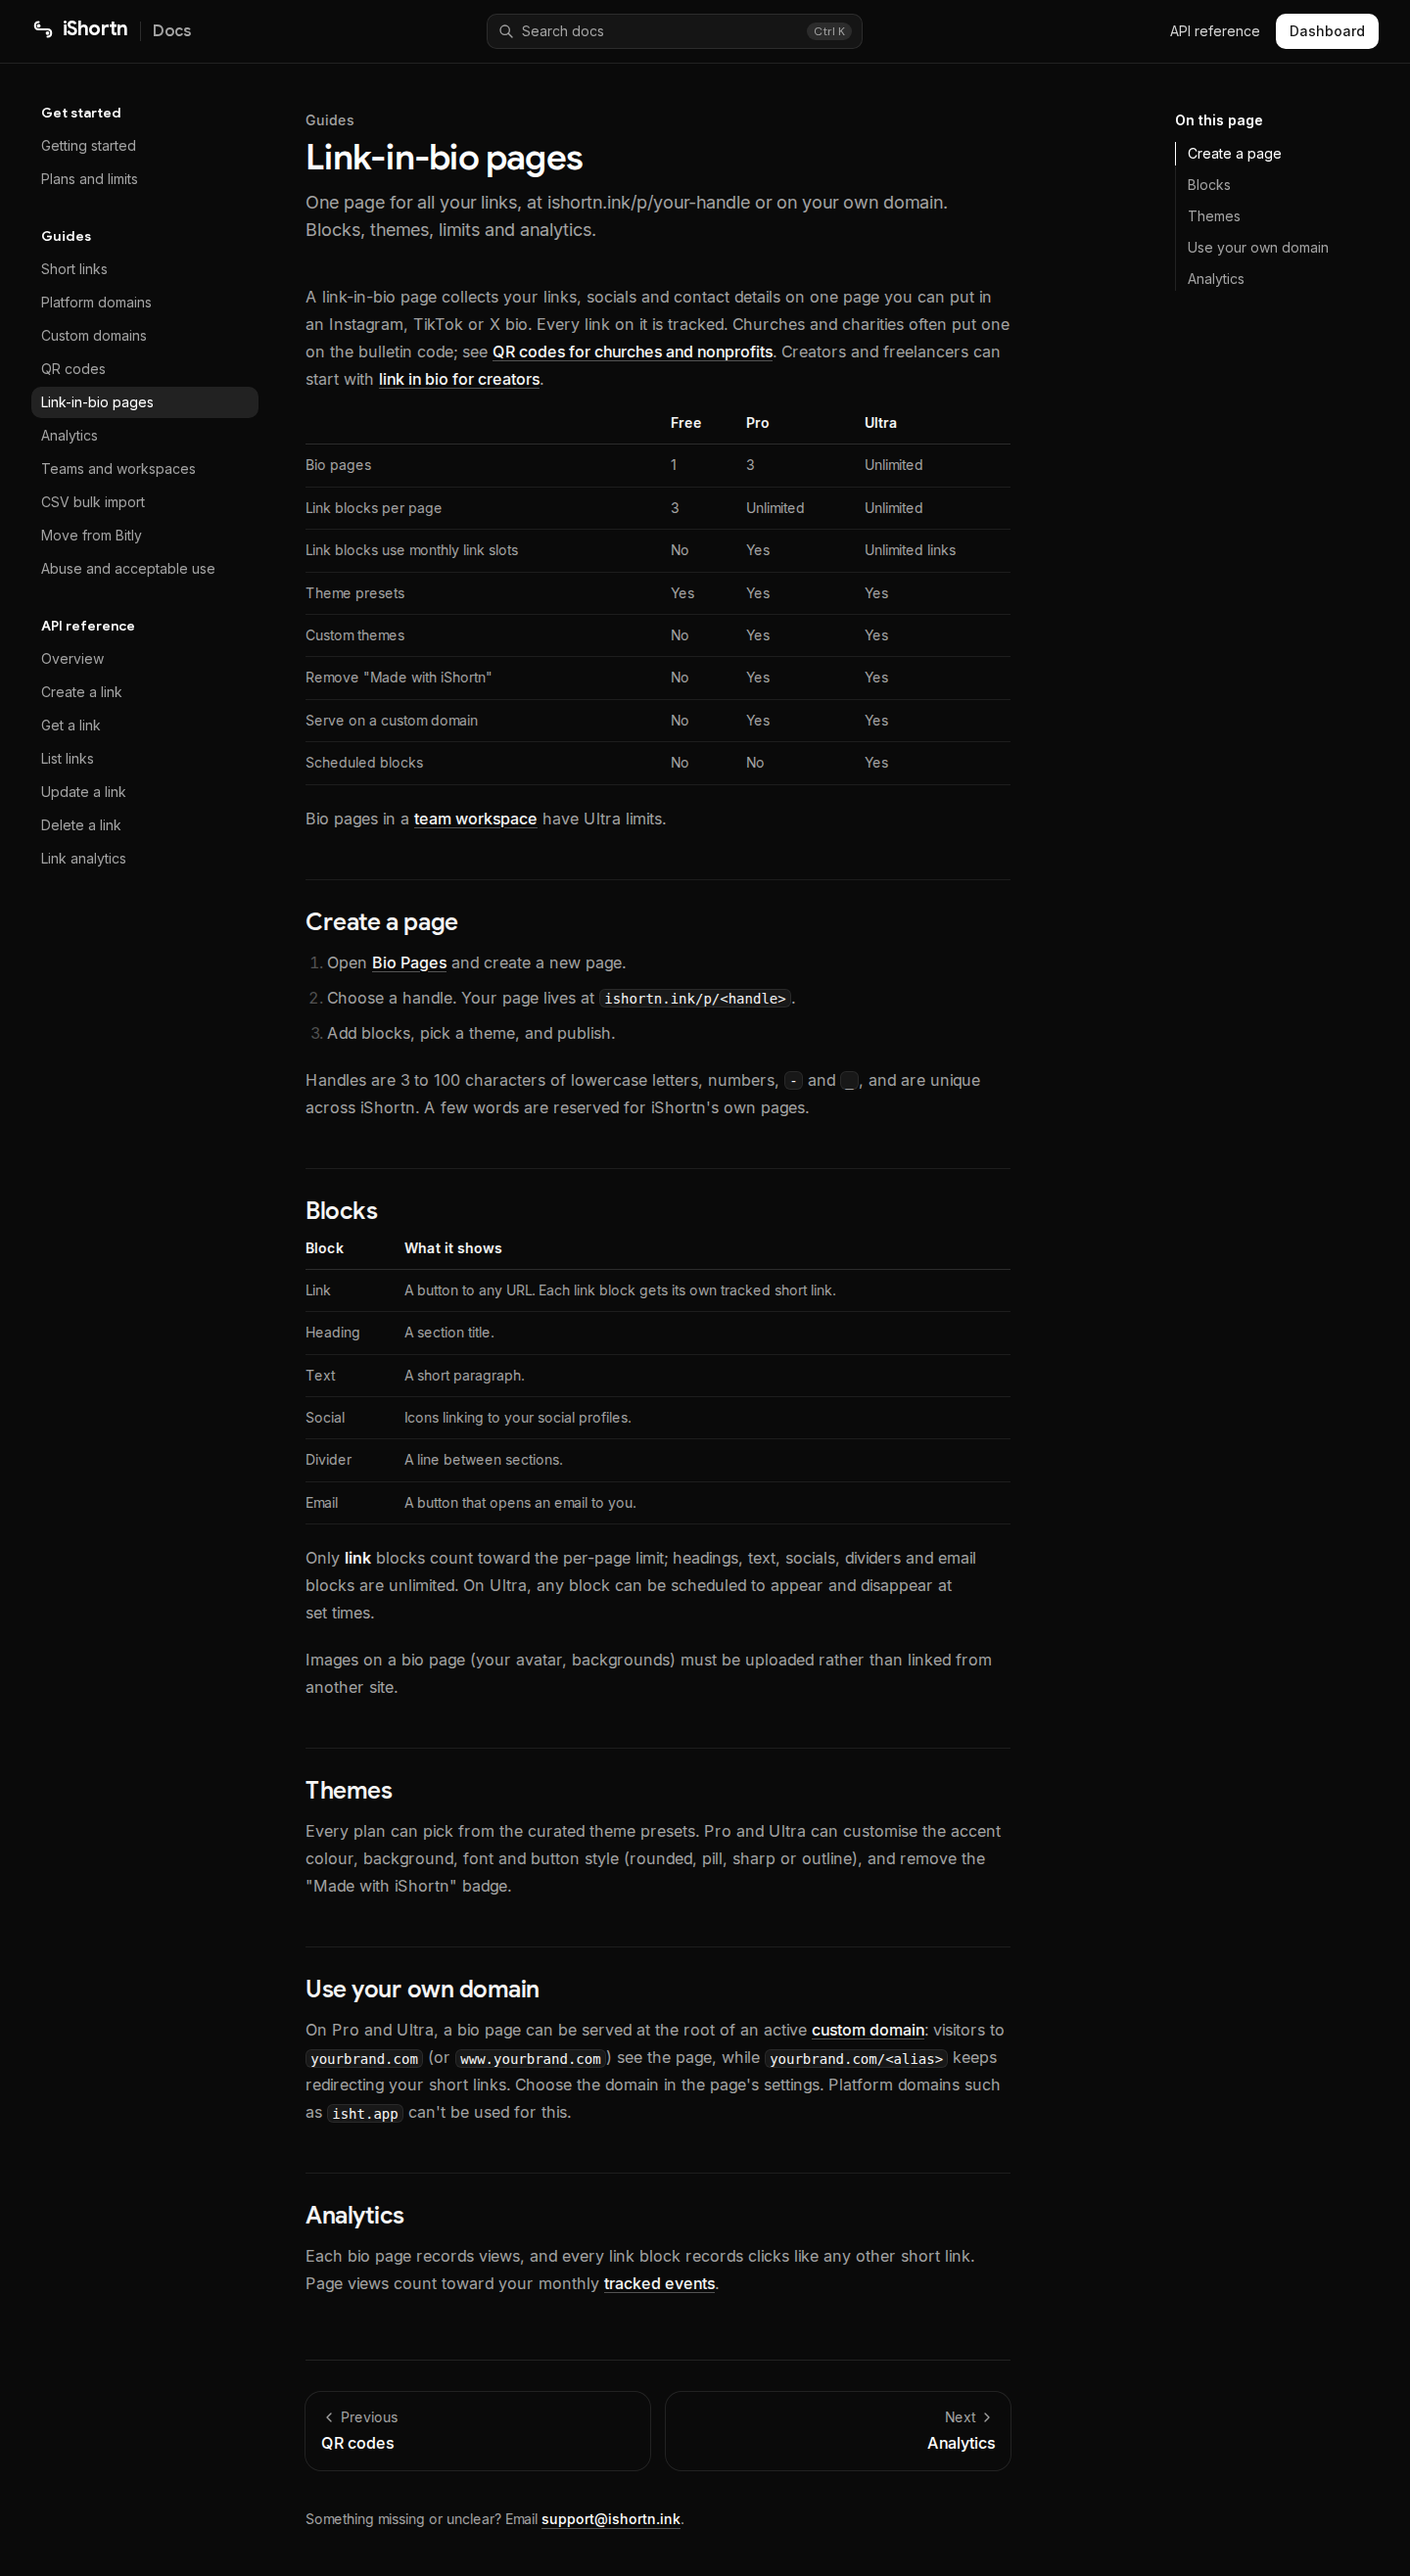 iShortn Docs
Search docs
Ctrl K
API reference
Dashboard
Get started
Getting started
Plans and limits
Guides
Short links
Platform domains
Custom domains
QR codes
Link-in-bio pages
Analytics
Teams and workspaces
CSV bulk import
Move from Bitly
Abuse and acceptable use
API reference
Overview
Create a link
Get a link
List links
Update a link
Delete a link
Link analytics
Guides
Link-in-bio pages
One page for all your links, at ishortn.ink/p/your-handle or on your own domain.
Blocks, themes, limits and analytics.
A link-in-bio page collects your links, socials and contact details on one page you can put in
an Instagram, TikTok or X bio. Every link on it is tracked. Churches and charities often put one
on the bulletin code; see QR codes for churches and nonprofits. Creators and freelancers can
start with link in bio for creators.
Free Pro Ultra
Bio pages 1 3 Unlimited
Link blocks per page 3 Unlimited Unlimited
Link blocks use monthly link slots No Yes Unlimited links
Theme presets Yes Yes Yes
Custom themes No Yes Yes
Remove "Made with iShortn" No Yes Yes
Serve on a custom domain No Yes Yes
Scheduled blocks No No Yes
Bio pages in a team workspace have Ultra limits.
Create a page
1. Open Bio Pages and create a new page.
2. Choose a handle. Your page lives at ishortn.ink/p/<handle>.
3. Add blocks, pick a theme, and publish.
Handles are 3 to 100 characters of lowercase letters, numbers, - and _, and are unique
across iShortn. A few words are reserved for iShortn's own pages.
Blocks
Block What it shows
Link A button to any URL. Each link block gets its own tracked short link.
Heading A section title.
Text A short paragraph.
Social Icons linking to your social profiles.
Divider A line between sections.
Email A button that opens an email to you.
Only link blocks count toward the per-page limit; headings, text, socials, dividers and email
blocks are unlimited. On Ultra, any block can be scheduled to appear and disappear at
set times.
Images on a bio page (your avatar, backgrounds) must be uploaded rather than linked from
another site.
Themes
Every plan can pick from the curated theme presets. Pro and Ultra can customise the accent
colour, background, font and button style (rounded, pill, sharp or outline), and remove the
"Made with iShortn" badge.
Use your own domain
On Pro and Ultra, a bio page can be served at the root of an active custom domain: visitors to
yourbrand.com (or www.yourbrand.com) see the page, while yourbrand.com/<alias> keeps
redirecting your short links. Choose the domain in the page's settings. Platform domains such
as isht.app can't be used for this.
Analytics
Each bio page records views, and every link block records clicks like any other short link.
Page views count toward your monthly tracked events.
Previous
QR codes
Next
Analytics
Something missing or unclear? Email support@ishortn.ink.
On this page
Create a page
Blocks
Themes
Use your own domain
Analytics